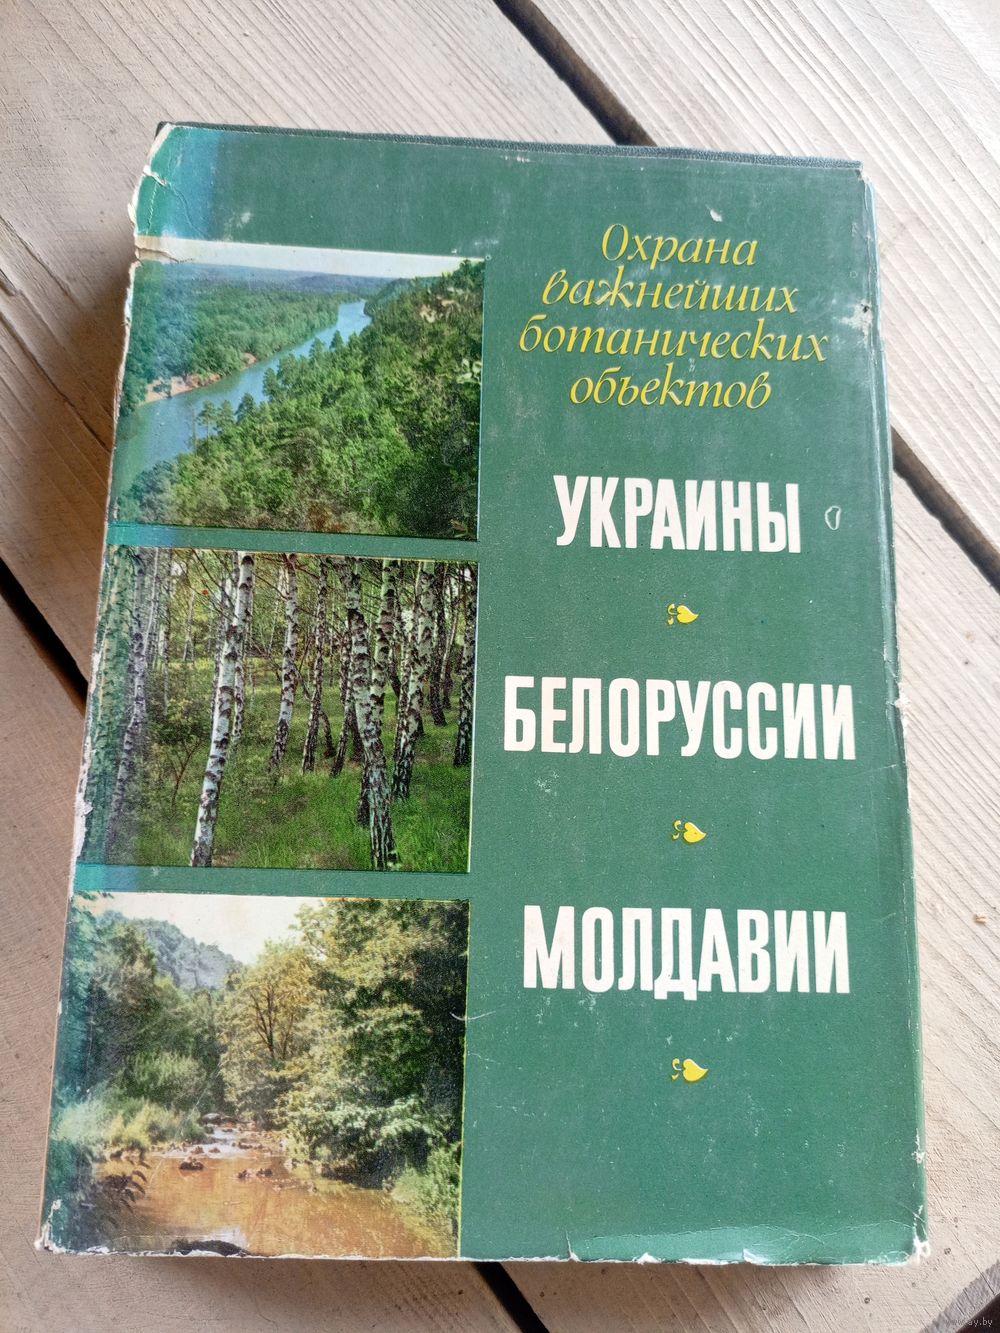 Охрана
важнейших
ботанических
объектов
УКРАИНЫ
БЕЛОРУССИИ
МОЛДАВИИ